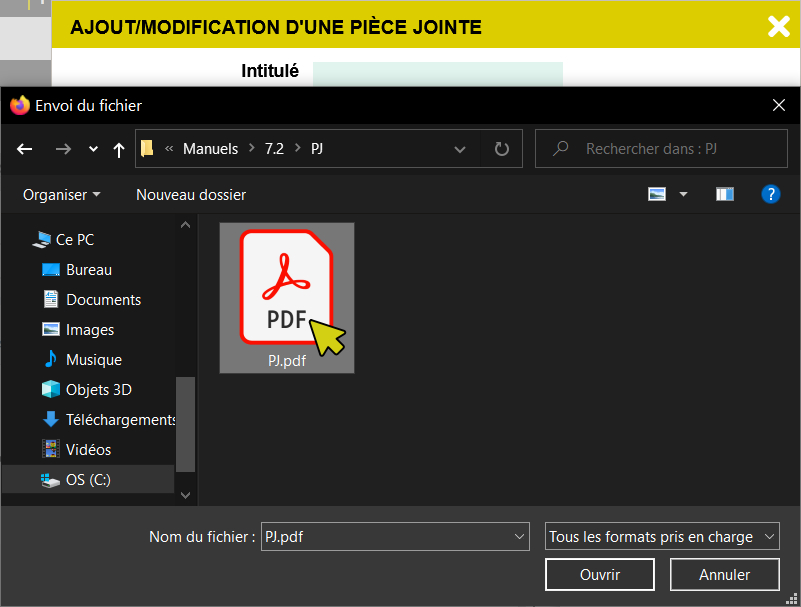 AJOUT/MODIFICATION D'UNE PIÈCE JOINTE
Intitulé
Envoi du fichier
« Manuels > 7.2 > PJ
Rechercher dans : PJ
Organiser
Nouveau dossier
?
Ce PC
Bureau
Documents
Images
Musique
Objets 3D
Téléchargements
Vidéos
OS (C:)
PDF
PJ.pdf
Nom du fichier : PJ.pdf
Tous les formats pris en charge
Ouvrir
Annuler